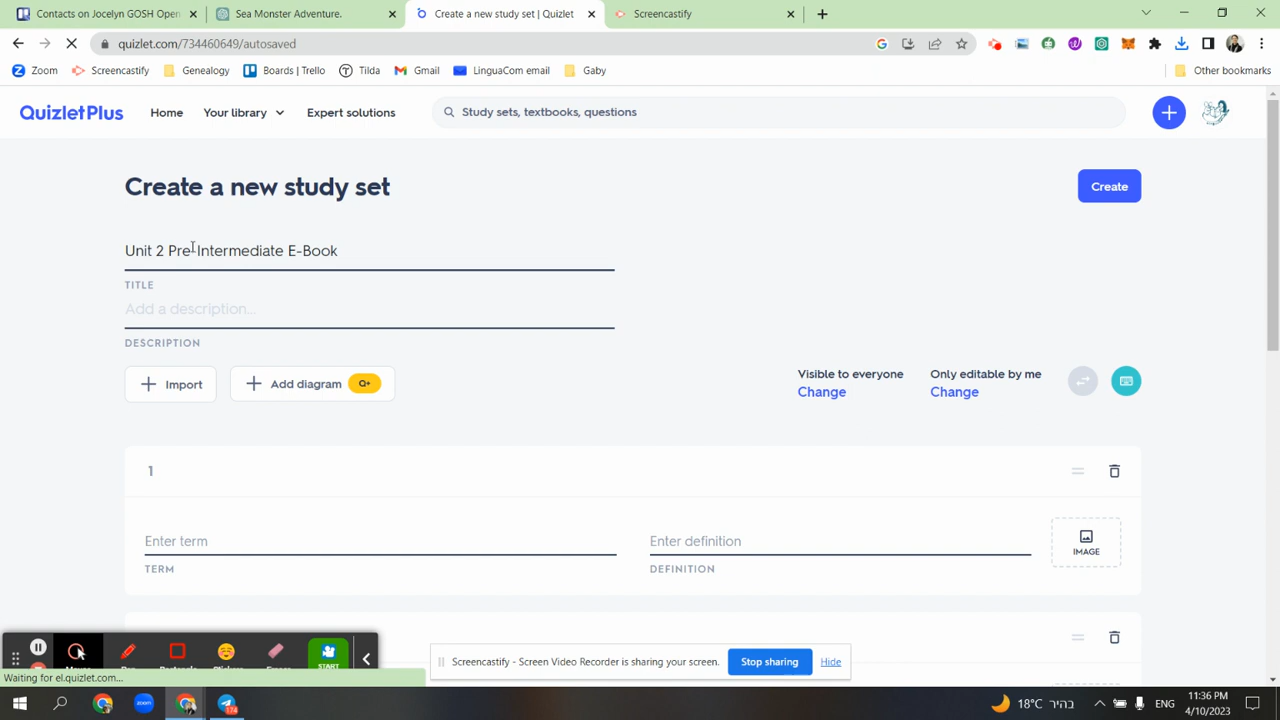 Contacts on Jocelyn GOSH Open
Sea Monster Adventure.
Create a new study set | Quizlet
Screencastify
quizlet.com/734460649/autosaved
Zoom
Screencastify
Genealogy
Boards | Trello
Tilda
Gmail
LinguaCom email
Gaby
Other bookmarks
QuizletPlus
Home
Your library
Expert solutions
Study sets, textbooks, questions
Create a new study set
Create
Unit 2 Pre-Intermediate E-Book
TITLE
Add a description...
DESCRIPTION
Import
Add diagram
Q+
Visible to everyone
Change
Only editable by me
Change
1
Enter term
TERM
Enter definition
DEFINITION
IMAGE
START
Screencastify - Screen Video Recorder is sharing your screen.
Stop sharing
Hide
Waiting for el.quizlet.com...
zoom
174
18°C בהיר
ENG
11:36 PM
4/10/2023